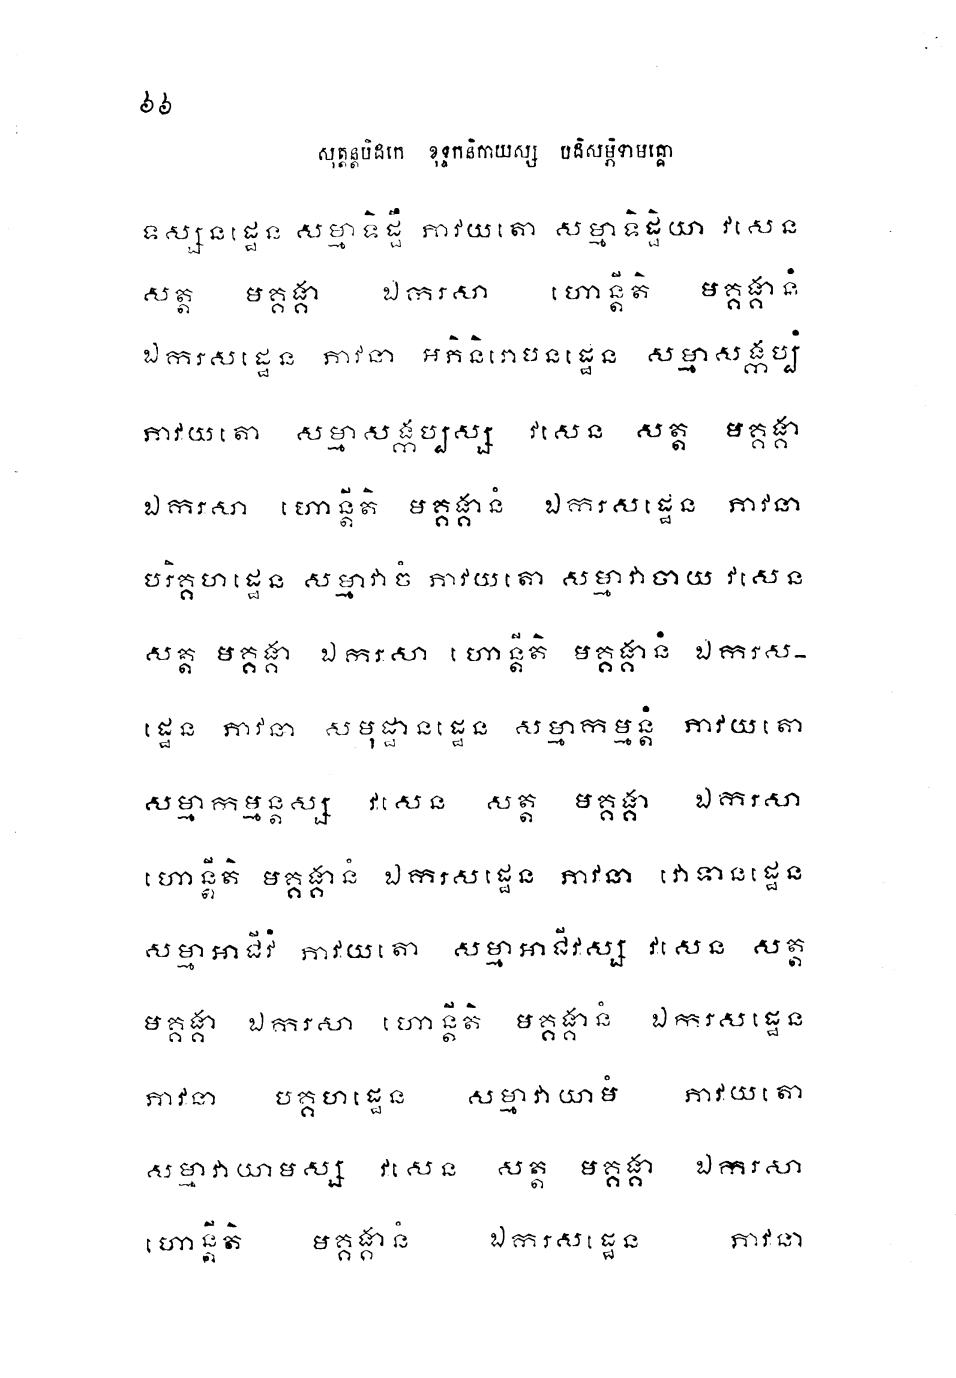 ៦៦
សុត្តន្តបិដកេ ខុទ្ទកនិកាយស្ស បដិសម្ភិទាមគ្គោ
ទស្សនដ្ឋេន សម្មាទិដ្ឋឹ ភាវយតោ សម្មាទិដ្ឋិយា វសេន
សត្ត មគ្គង្គា ឯករសា ហោន្តីតិ មគ្គង្គានំ
ឯករសដ្ឋេន ភាវនា អភិនិរោបនដ្ឋេន សម្មាសង្កប្បំ
ភាវយតោ សម្មាសង្កប្បស្ស វសេន សត្ត មគ្គង្គា
ឯករសា ហោន្តីតិ មគ្គង្គានំ ឯករសដ្ឋេន ភាវនា
បរិគ្គហដ្ឋេន សម្មាវាចំ ភាវយតោ សម្មាវាចាយ វសេន
សត្ត មគ្គង្គា ឯករសា ហោន្តីតិ មគ្គង្គានំ ឯករស-
ដ្ឋេន ភាវនា សមុដ្ឋានដ្ឋេន សម្មាកម្មន្តំ ភាវយតោ
សម្មាកម្មន្តស្ស វសេន សត្ត មគ្គង្គា ឯករសា
ហោន្តីតិ មគ្គង្គានំ ឯករសដ្ឋេន ភាវនា វោទានដ្ឋេន
សម្មាអាជីវំ ភាវយតោ សម្មាអាជីវស្ស វសេន សត្ត
មគ្គង្គា ឯករសា ហោន្តីតិ មគ្គង្គានំ ឯករសដ្ឋេន
ភាវនា បគ្គហដ្ឋេន សម្មាវាយាមំ ភាវយតោ
សម្មាវាយាមស្ស វសេន សត្ត មគ្គង្គា ឯករសា
ហោន្តីតិ មគ្គង្គានំ ឯករសដ្ឋេន ភាវនា